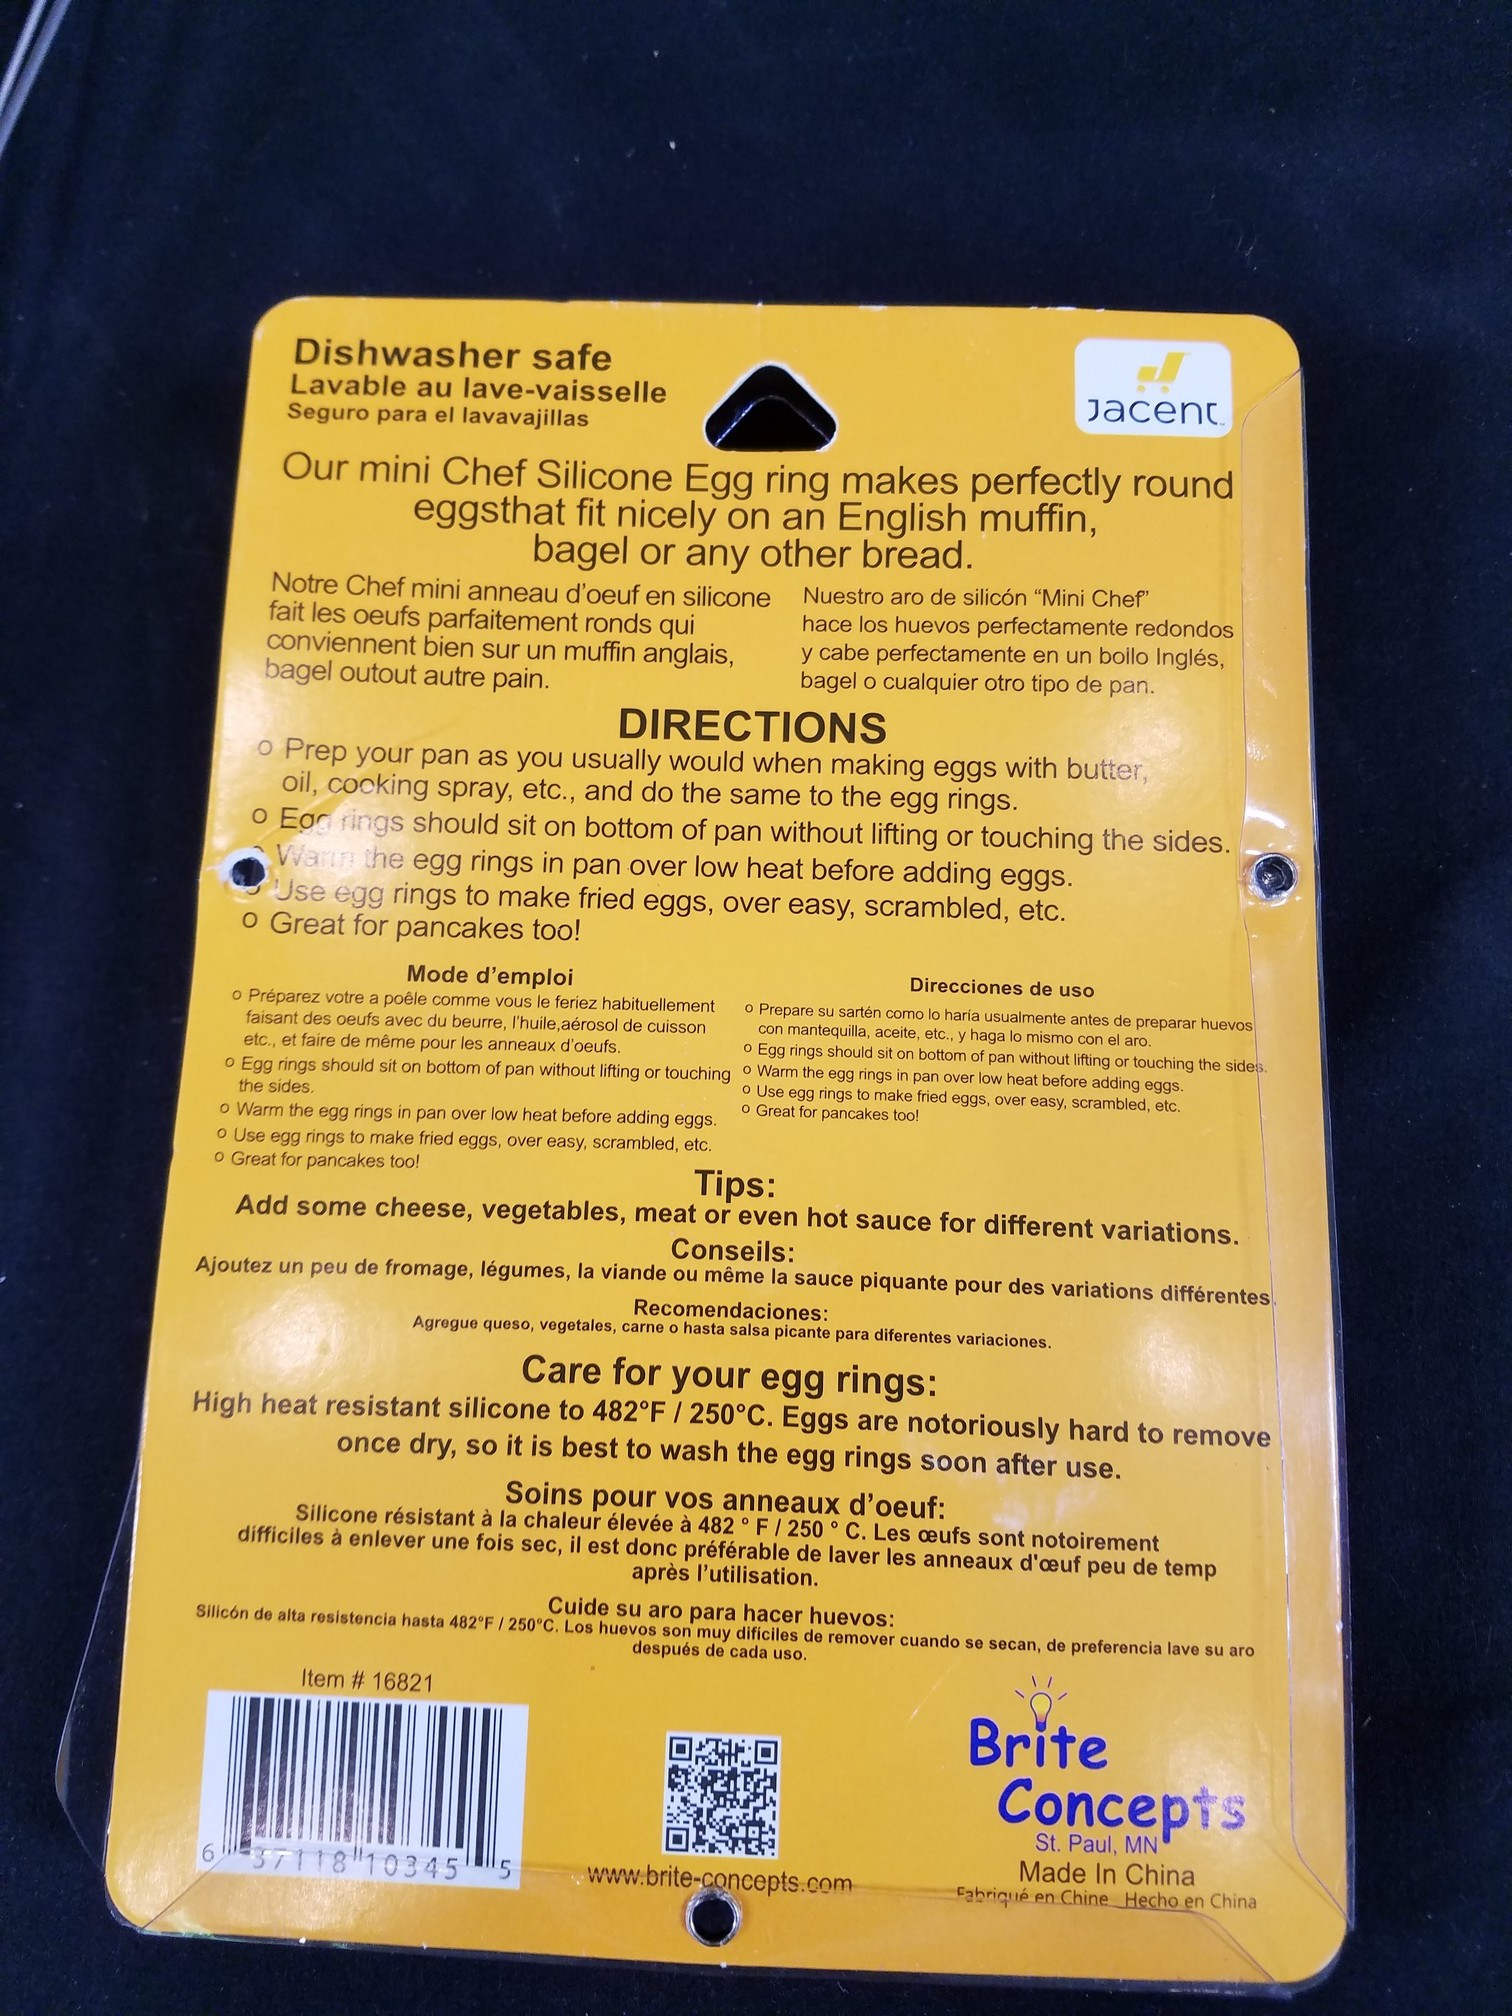 Dishwasher safe
Lavable au lave-vaisselle
Seguro para el lavavajillas
Jacent
Our mini Chef Silicone Egg ring makes perfectly round
eggsthat fit nicely on an English muffin,
bagel or any other bread.
Notre Chef mini anneau d'oeuf en silicone
fait les oeufs parfaitement ronds qui
conviennent bien sur un muffin anglais,
bagel outout autre pain.
Nuestro aro de silicón “Mini Chef”
hace los huevos perfectamente redondos
y cabe perfectamente en un bollo Inglés,
bagel o cualquier otro tipo de pan.
DIRECTIONS
o Prep your pan as you usually would when making eggs with butter,
oil, cooking spray, etc., and do the same to the egg rings.
o Egg rings should sit on bottom of pan without lifting or touching the sides.
o Warm the egg rings in pan over low heat before adding eggs.
o Use egg rings to make fried eggs, over easy, scrambled, etc.
o Great for pancakes too!
Mode d'emploi
o Préparez votre a poêle comme vous le feriez habituellement
faisant des oeufs avec du beurre, l'huile,aérosol de cuisson
etc., et faire de même pour les anneaux d'oeufs.
o Egg rings should sit on bottom of pan without lifting or touching
the sides.
o Warm the egg rings in pan over low heat before adding eggs.
o Use egg rings to make fried eggs, over easy, scrambled, etc.
o Great for pancakes too!
Direcciones de uso
o Prepare su sartén como lo haría usualmente antes de preparar huevos
con mantequilla, aceite, etc., y haga lo mismo con el aro.
o Egg rings should sit on bottom of pan without lifting or touching the sides.
o Warm the egg rings in pan over low heat before adding eggs.
o Use egg rings to make fried eggs, over easy, scrambled, etc.
o Great for pancakes too!
Tips:
Add some cheese, vegetables, meat or even hot sauce for different variations.
Conseils:
Ajoutez un peu de fromage, légumes, la viande ou même la sauce piquante pour des variations différentes.
Recomendaciones:
Agregue queso, vegetales, carne o hasta salsa picante para diferentes variaciones.
Care for your egg rings:
High heat resistant silicone to 482°F / 250°C. Eggs are notoriously hard to remove
once dry, so it is best to wash the egg rings soon after use.
Soins pour vos anneaux d'oeuf:
Silicone résistant à la chaleur élevée à 482 ° F / 250 ° C. Les œufs sont notoirement
difficiles à enlever une fois sec, il est donc préférable de laver les anneaux d'œuf peu de temp
après l'utilisation.
Cuide su aro para hacer huevos:
Silicón de alta resistencia hasta 482°F / 250°C. Los huevos son muy difíciles de remover cuando se secan, de preferencia lave su aro
después de cada uso.
Item # 16821
6 37118 10345 5
www.brite-concepts.com
Brite
Concepts
St. Paul, MN
Made In China
Fabriqué en Chine Hecho en China